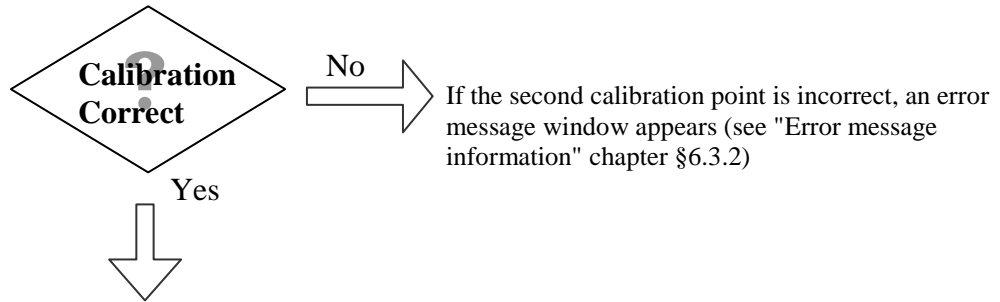 ?
Calibration
Correct
No
If the second calibration point is incorrect, an error
message window appears (see "Error message
information" chapter §6.3.2)
Yes